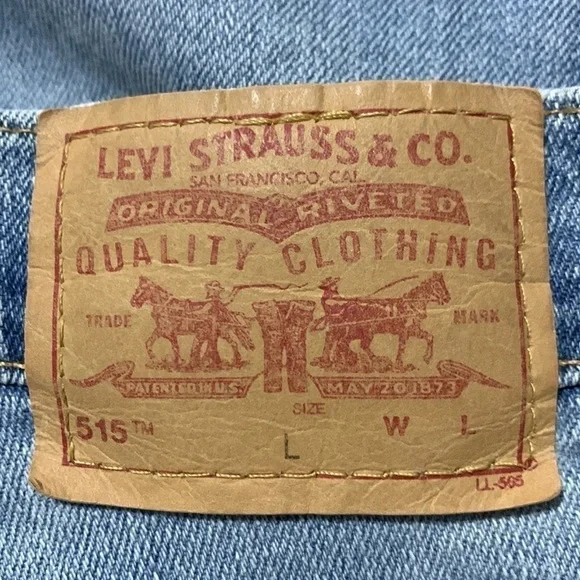 LEVI STRAUSS & CO.
SAN FRANCISCO, CAL.
ORIGINAL RIVETED
QUALITY CLOTHING
TRADE MARK
PATENTED IN U.S. MAY 20 1873
SIZE
515™ L W L
LL-565